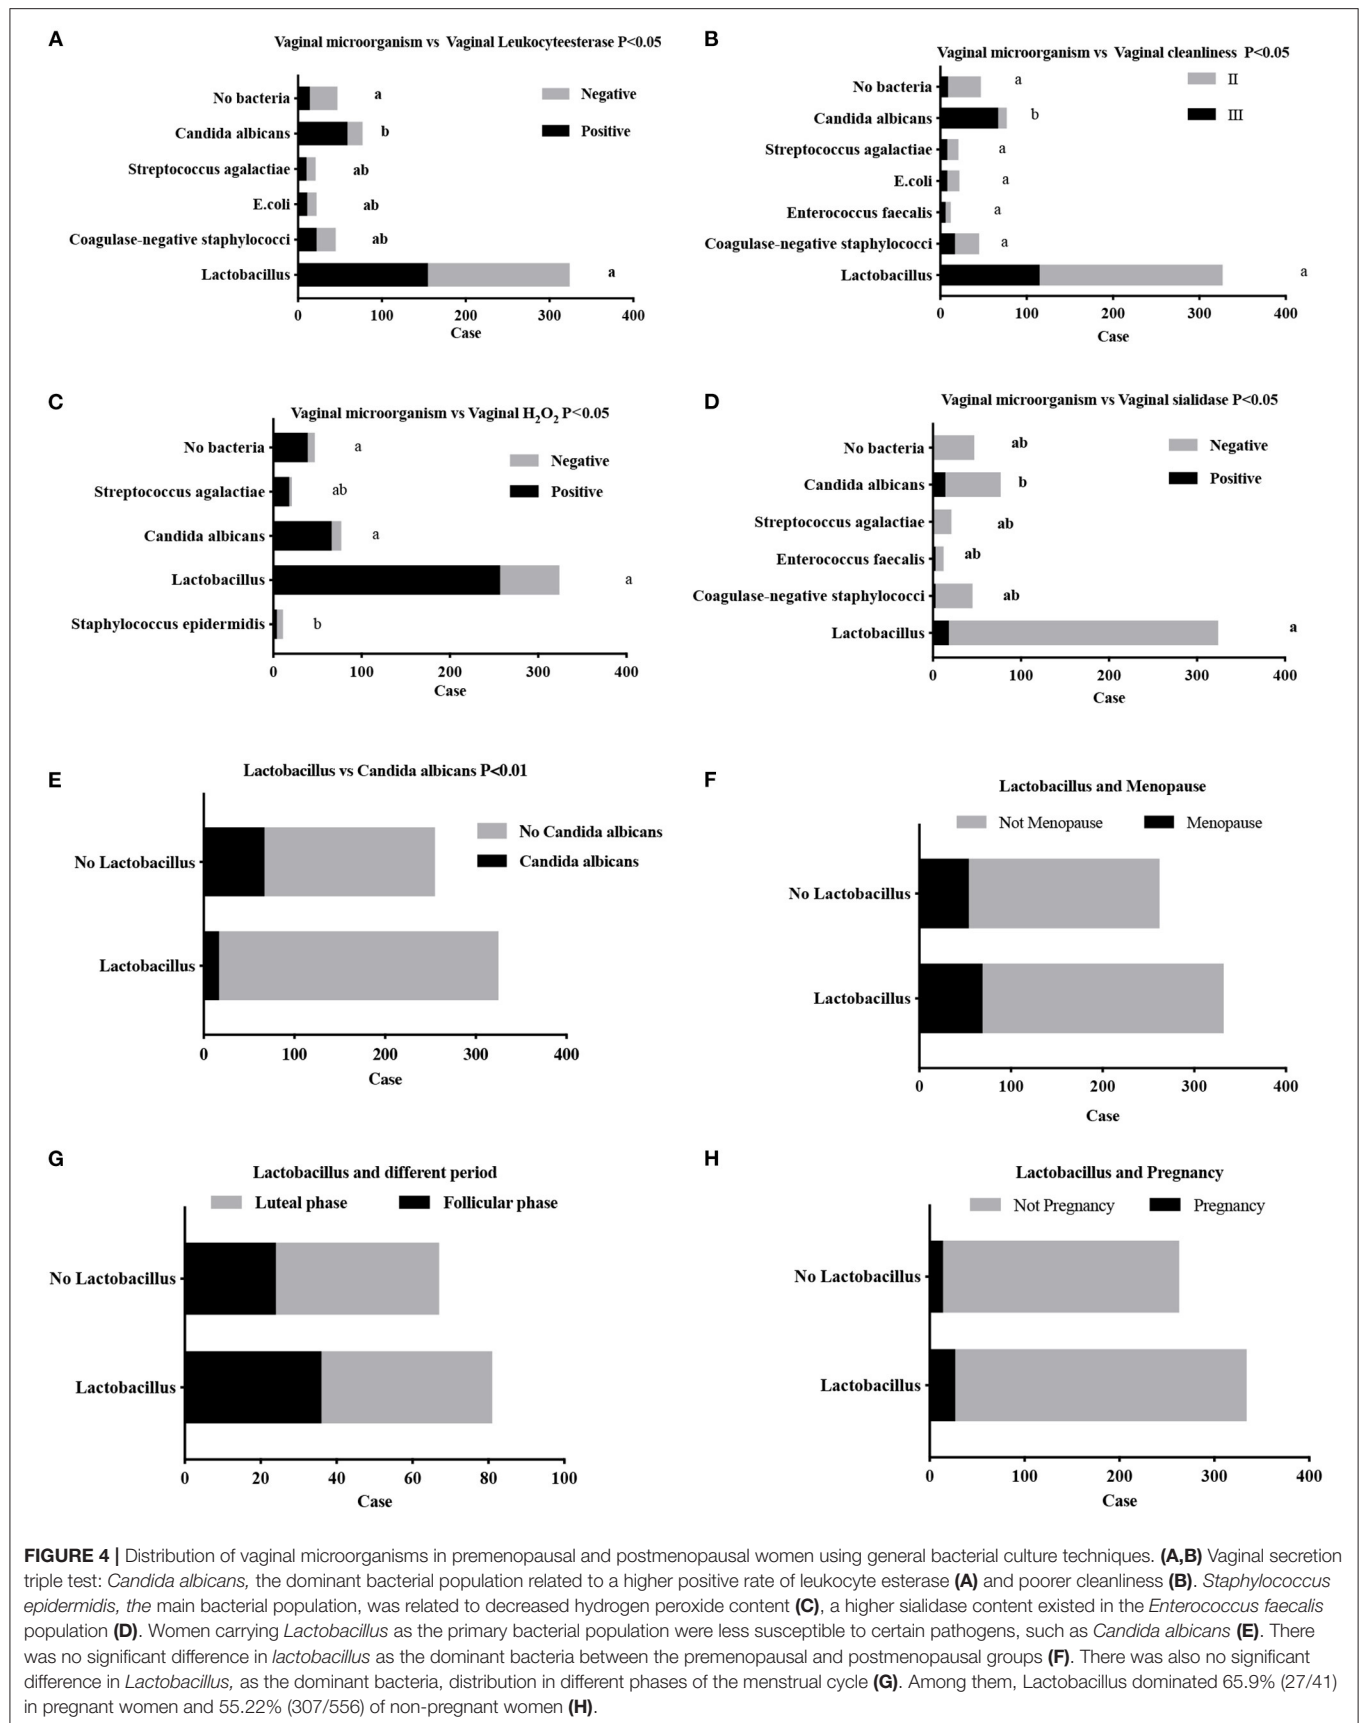 A
Vaginal microorganism vs Vaginal Leukocyteesterase P<0.05
No bacteria
a
Negative
Candida albicans
b
Positive
Streptococcus agalactiae
ab
E.coli
ab
Coagulase-negative staphylococci
ab
Lactobacillus
a
0 100 200 300 400
Case
B
Vaginal microorganism vs Vaginal cleanliness P<0.05
No bacteria
a
II
Candida albicans
b
III
Streptococcus agalactiae
a
E.coli
a
Enterococcus faecalis
a
Coagulase-negative staphylococci
a
Lactobacillus
a
0 100 200 300 400
Case
C
Vaginal microorganism vs Vaginal H₂O₂ P<0.05
No bacteria
a
Negative
Streptococcus agalactiae
ab
Positive
Candida albicans
a
Lactobacillus
a
Staphylococcus epidermidis
b
0 100 200 300 400
Case
D
Vaginal microorganism vs Vaginal sialidase P<0.05
No bacteria
ab
Negative
Candida albicans
b
Positive
Streptococcus agalactiae
ab
Enterococcus faecalis
ab
Coagulase-negative staphylococci
ab
Lactobacillus
a
0 100 200 300 400
Case
E
Lactobacillus vs Candida albicans P<0.01
No Candida albicans
Candida albicans
No Lactobacillus
Lactobacillus
0 100 200 300 400
Case
F
Lactobacillus and Menopause
Not Menopause Menopause
No Lactobacillus
Lactobacillus
0 100 200 300 400
Case
G
Lactobacillus and different period
Luteal phase Follicular phase
No Lactobacillus
Lactobacillus
0 20 40 60 80 100
Case
H
Lactobacillus and Pregnancy
Not Pregnancy Pregnancy
No Lactobacillus
Lactobacillus
0 100 200 300 400
Case
FIGURE 4 | Distribution of vaginal microorganisms in premenopausal and postmenopausal women using general bacterial culture techniques. (A,B) Vaginal secretion
triple test: Candida albicans, the dominant bacterial population related to a higher positive rate of leukocyte esterase (A) and poorer cleanliness (B). Staphylococcus
epidermidis, the main bacterial population, was related to decreased hydrogen peroxide content (C), a higher sialidase content existed in the Enterococcus faecalis
population (D). Women carrying Lactobacillus as the primary bacterial population were less susceptible to certain pathogens, such as Candida albicans (E). There
was no significant difference in lactobacillus as the dominant bacteria between the premenopausal and postmenopausal groups (F). There was also no significant
difference in Lactobacillus, as the dominant bacteria, distribution in different phases of the menstrual cycle (G). Among them, Lactobacillus dominated 65.9% (27/41)
in pregnant women and 55.22% (307/556) of non-pregnant women (H).